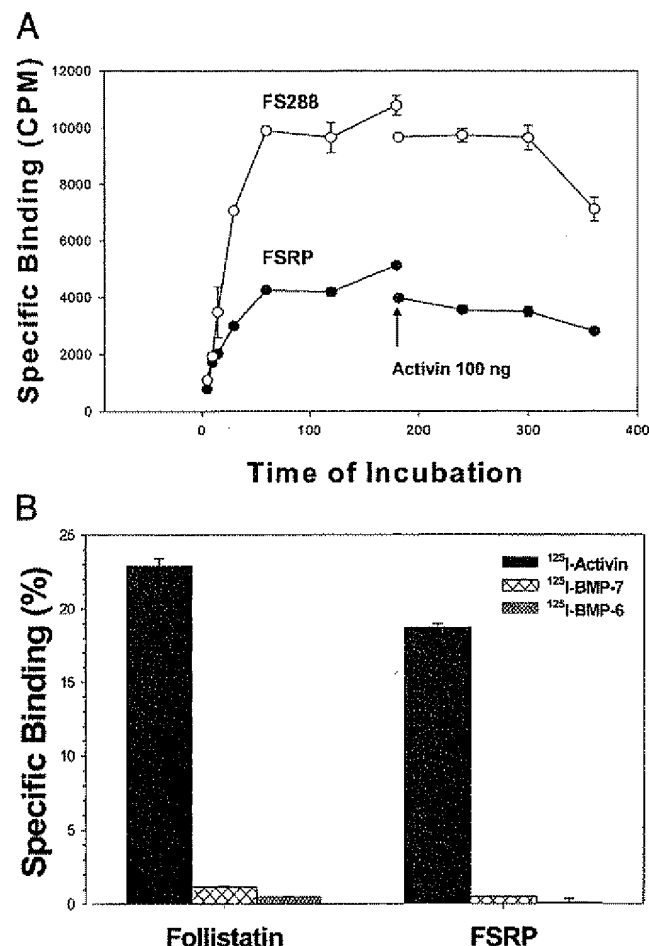 A
Specific Binding (CPM)
12000
10000
8000
6000
4000
2000
0
FS288
FSRP
Activin 100 ng
0
100
200
300
400
Time of Incubation
B
Specific Binding (%)
25
20
15
10
5
0
¹²⁵I-Activin
¹²⁵I-BMP-7
¹²⁵I-BMP-6
Follistatin
FSRP